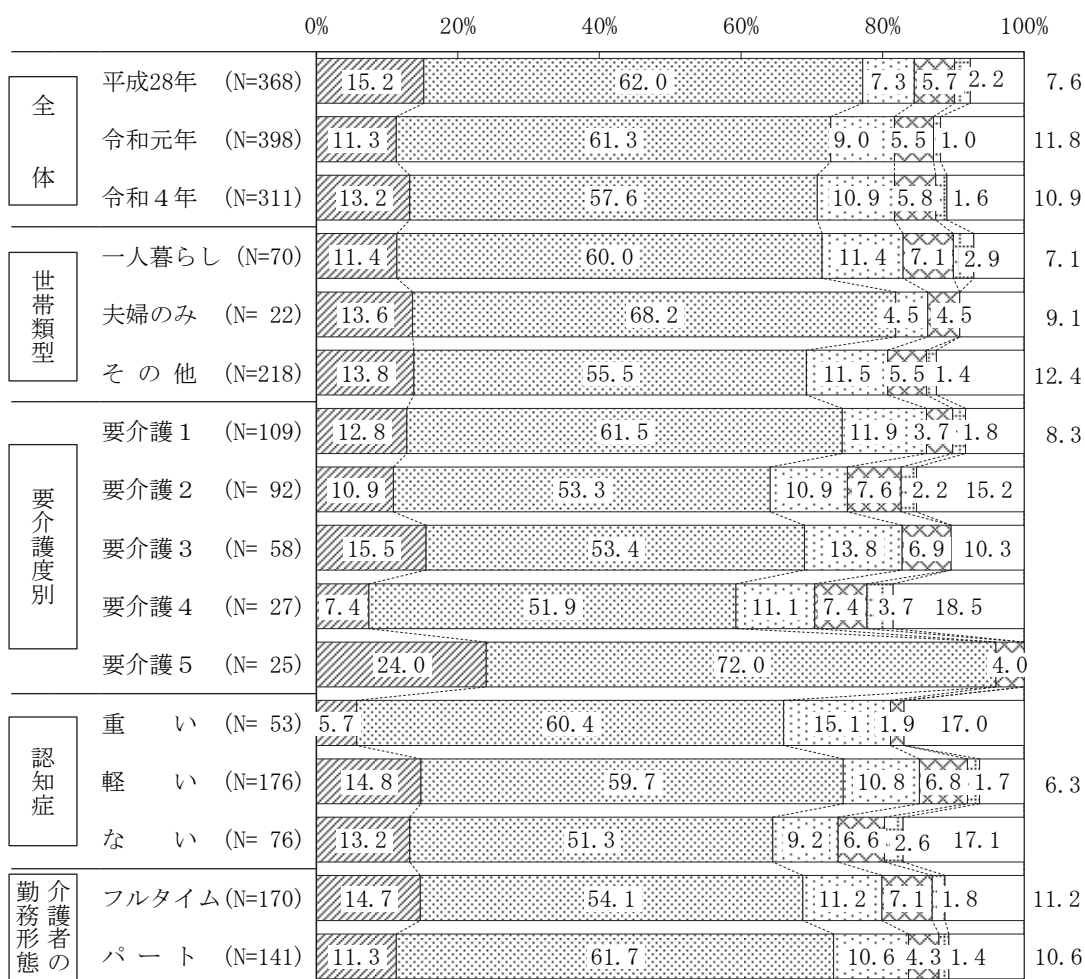 0% 20% 40% 60% 80% 100%
全体
平成28年 (N=368) 15.2 62.0 7.3 5.7 2.2 7.6
令和元年 (N=398) 11.3 61.3 9.0 5.5 1.0 11.8
令和４年 (N=311) 13.2 57.6 10.9 5.8 1.6 10.9
世帯類型
一人暮らし (N=70) 11.4 60.0 11.4 7.1 2.9 7.1
夫婦のみ (N= 22) 13.6 68.2 4.5 4.5 9.1
その他 (N=218) 13.8 55.5 11.5 5.5 1.4 12.4
要介護度別
要介護１ (N=109) 12.8 61.5 11.9 3.7 1.8 8.3
要介護２ (N= 92) 10.9 53.3 10.9 7.6 2.2 15.2
要介護３ (N= 58) 15.5 53.4 13.8 6.9 10.3
要介護４ (N= 27) 7.4 51.9 11.1 7.4 3.7 18.5
要介護５ (N= 25) 24.0 72.0 4.0
認知症
重い (N= 53) 5.7 60.4 15.1 1.9 17.0
軽い (N=176) 14.8 59.7 10.8 6.8 1.7 6.3
ない (N= 76) 13.2 51.3 9.2 6.6 2.6 17.1
介護者の
勤務形態
フルタイム(N=170) 14.7 54.1 11.2 7.1 1.8 11.2
パート (N=141) 11.3 61.7 10.6 4.3 1.4 10.6